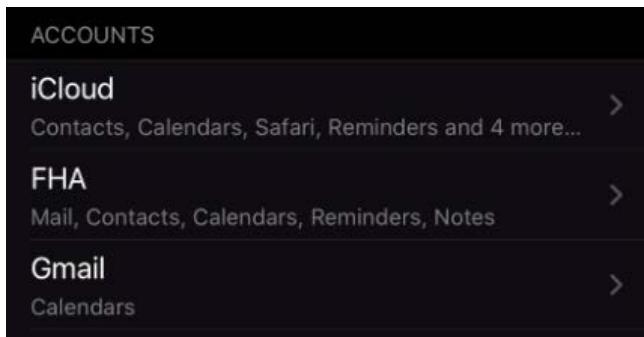 ACCOUNTS
iCloud
Contacts, Calendars, Safari, Reminders and 4 more...
FHA
Mail, Contacts, Calendars, Reminders, Notes
Gmail
Calendars